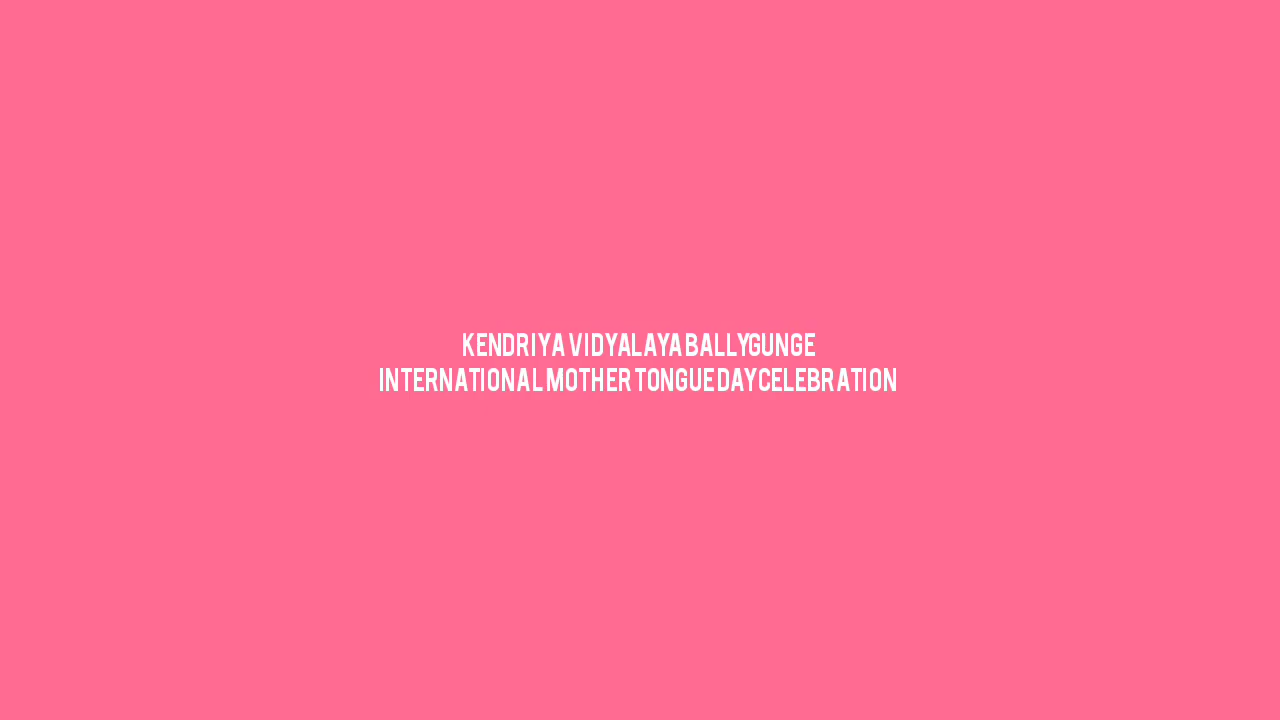 KENDRIYA VIDYALAYA BALLYGUNGE
INTERNATIONAL MOTHER TONGUE DAY CELEBRATION